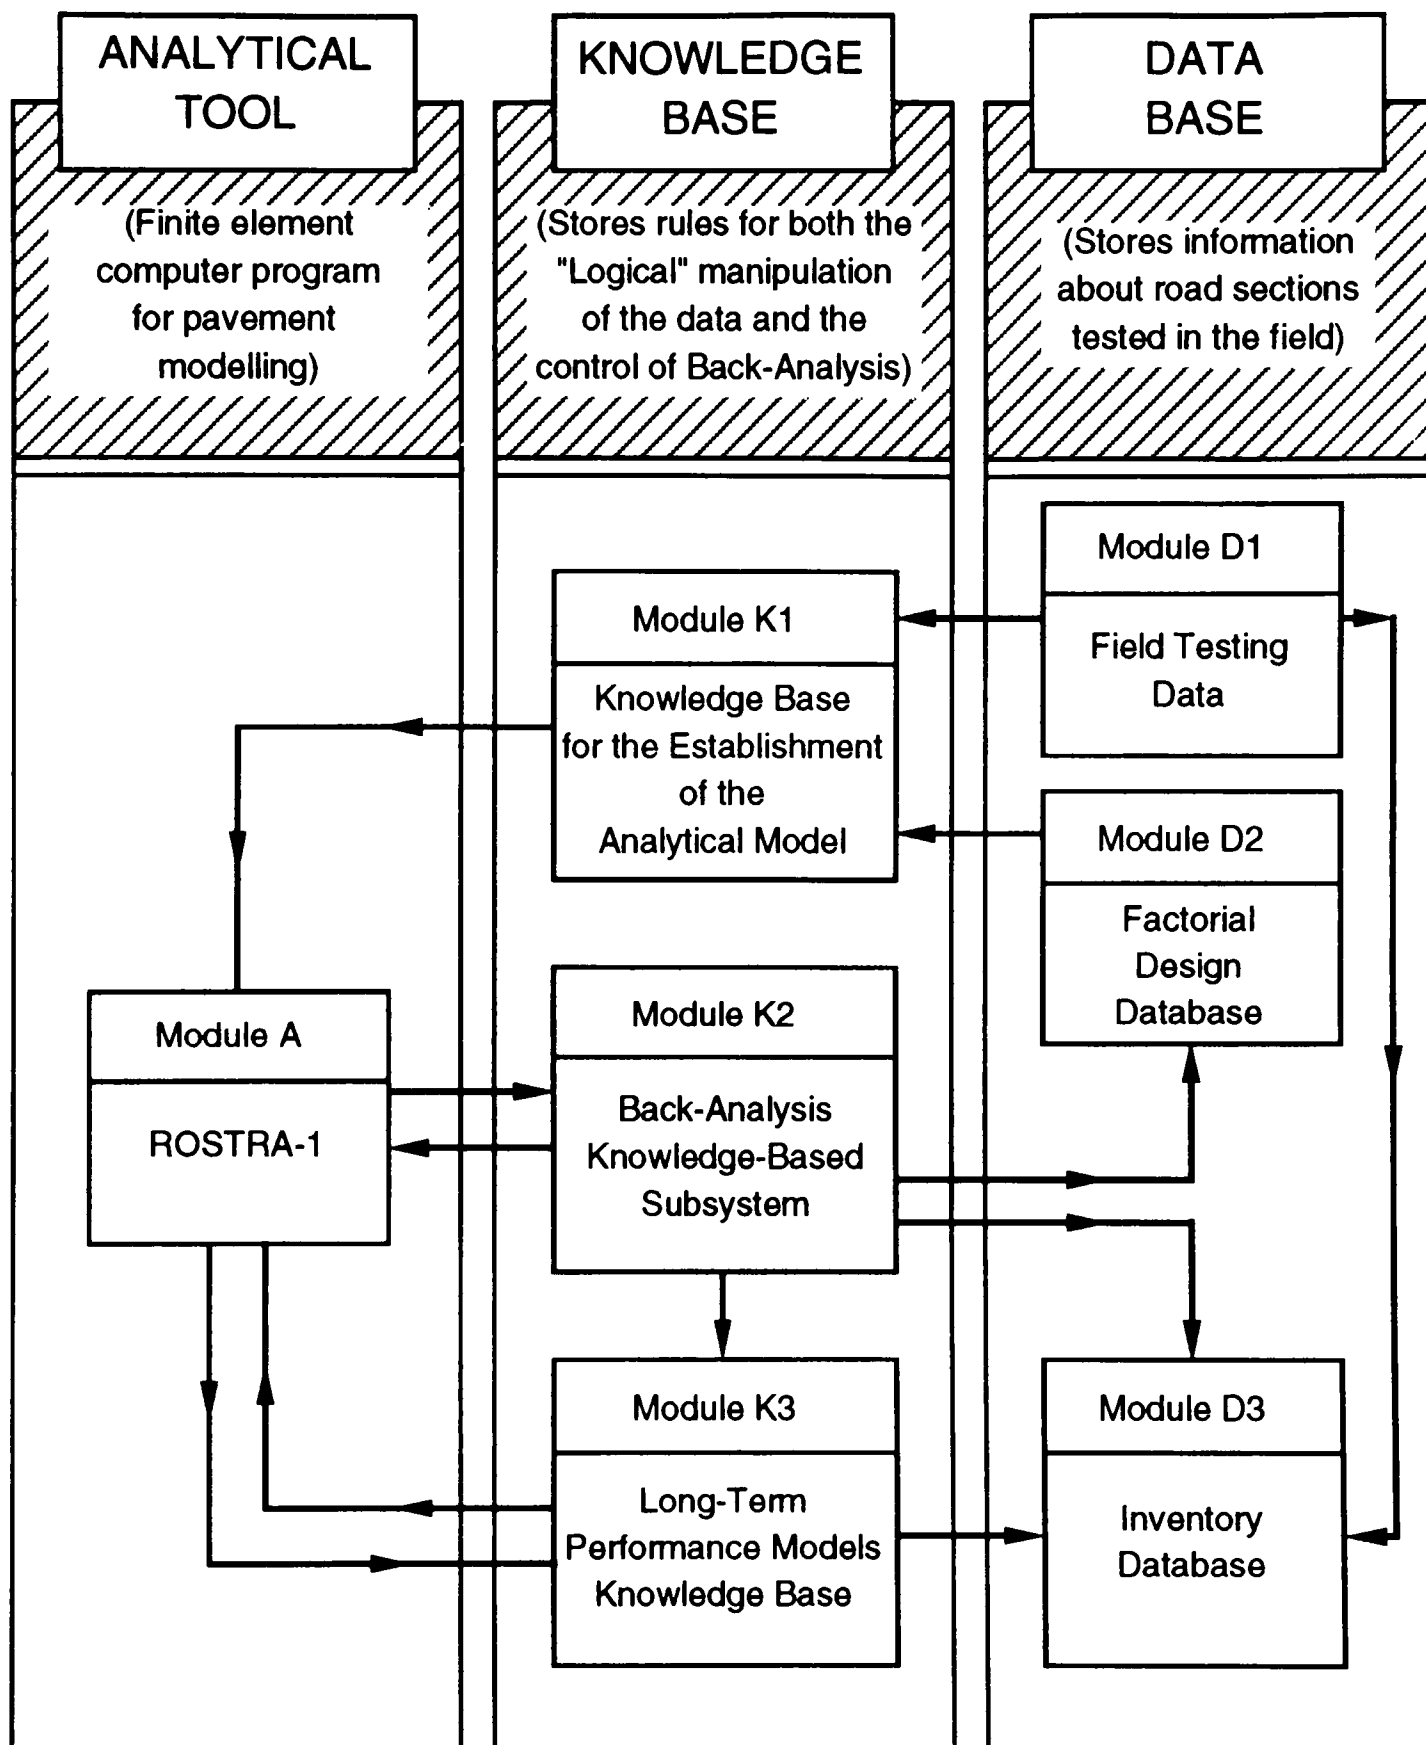 ANALYTICAL
TOOL
(Finite element
computer program
for pavement
modelling)
KNOWLEDGE
BASE
(Stores rules for both the
"Logical" manipulation
of the data and the
control of Back-Analysis)
DATA
BASE
(Stores information
about road sections
tested in the field)
Module D1
Field Testing
Data
Module K1
Knowledge Base
for the Establishment
of the
Analytical Model
Module D2
Factorial
Design
Database
Module A
ROSTRA-1
Module K2
Back-Analysis
Knowledge-Based
Subsystem
Module K3
Long-Term
Performance Models
Knowledge Base
Module D3
Inventory
Database